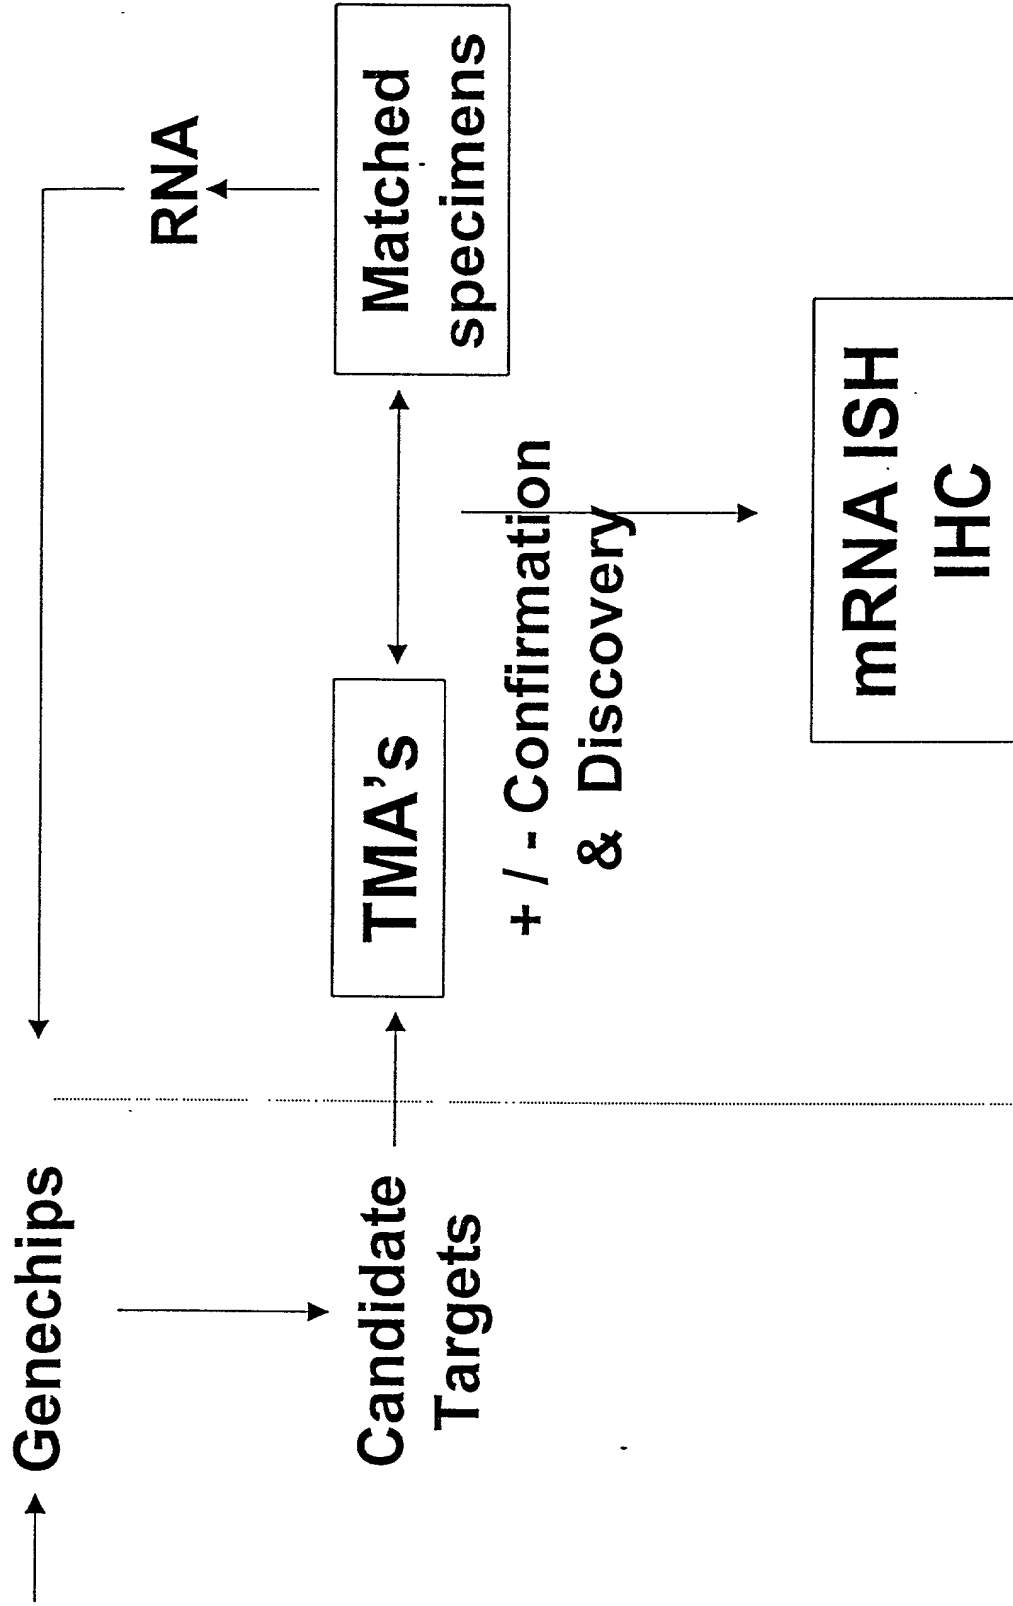 Genechips
RNA
Candidate
Targets
TMA's
Matched
specimens
+ / - Confirmation
& Discovery
mRNA ISH
IHC